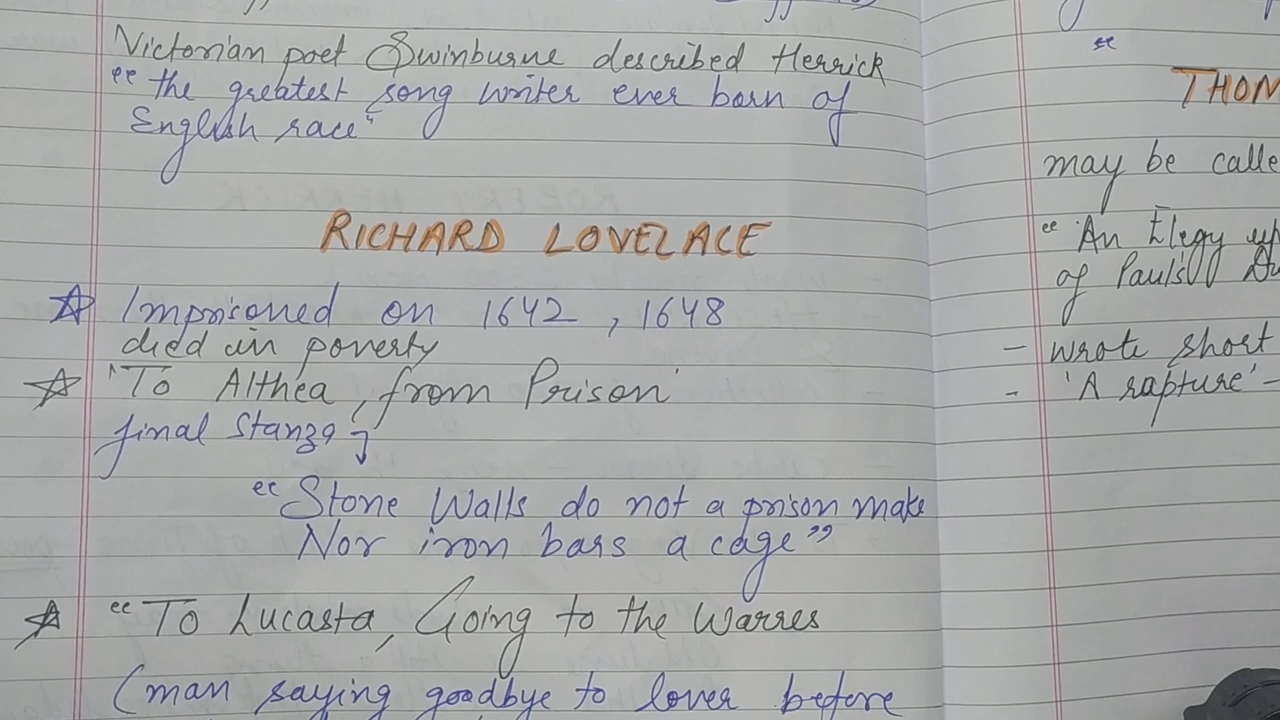 Victorian poet Swinburne described Herrick
"the greatest song writer ever born of
English race"
RICHARD LOVELACE
☆ Imprisoned on 1642, 1648
died in poverty
☆ 'To Althea, from Prison'
final Stanza
"Stone Walls do not a prison make
Nor iron bars a cage"
☆ "To Lucasta, Going to the Warres
(man saying goodbye to lover before
THOM
may be calle
"An Elegy up
of Paul's
- wrote short
- 'A rapture' -